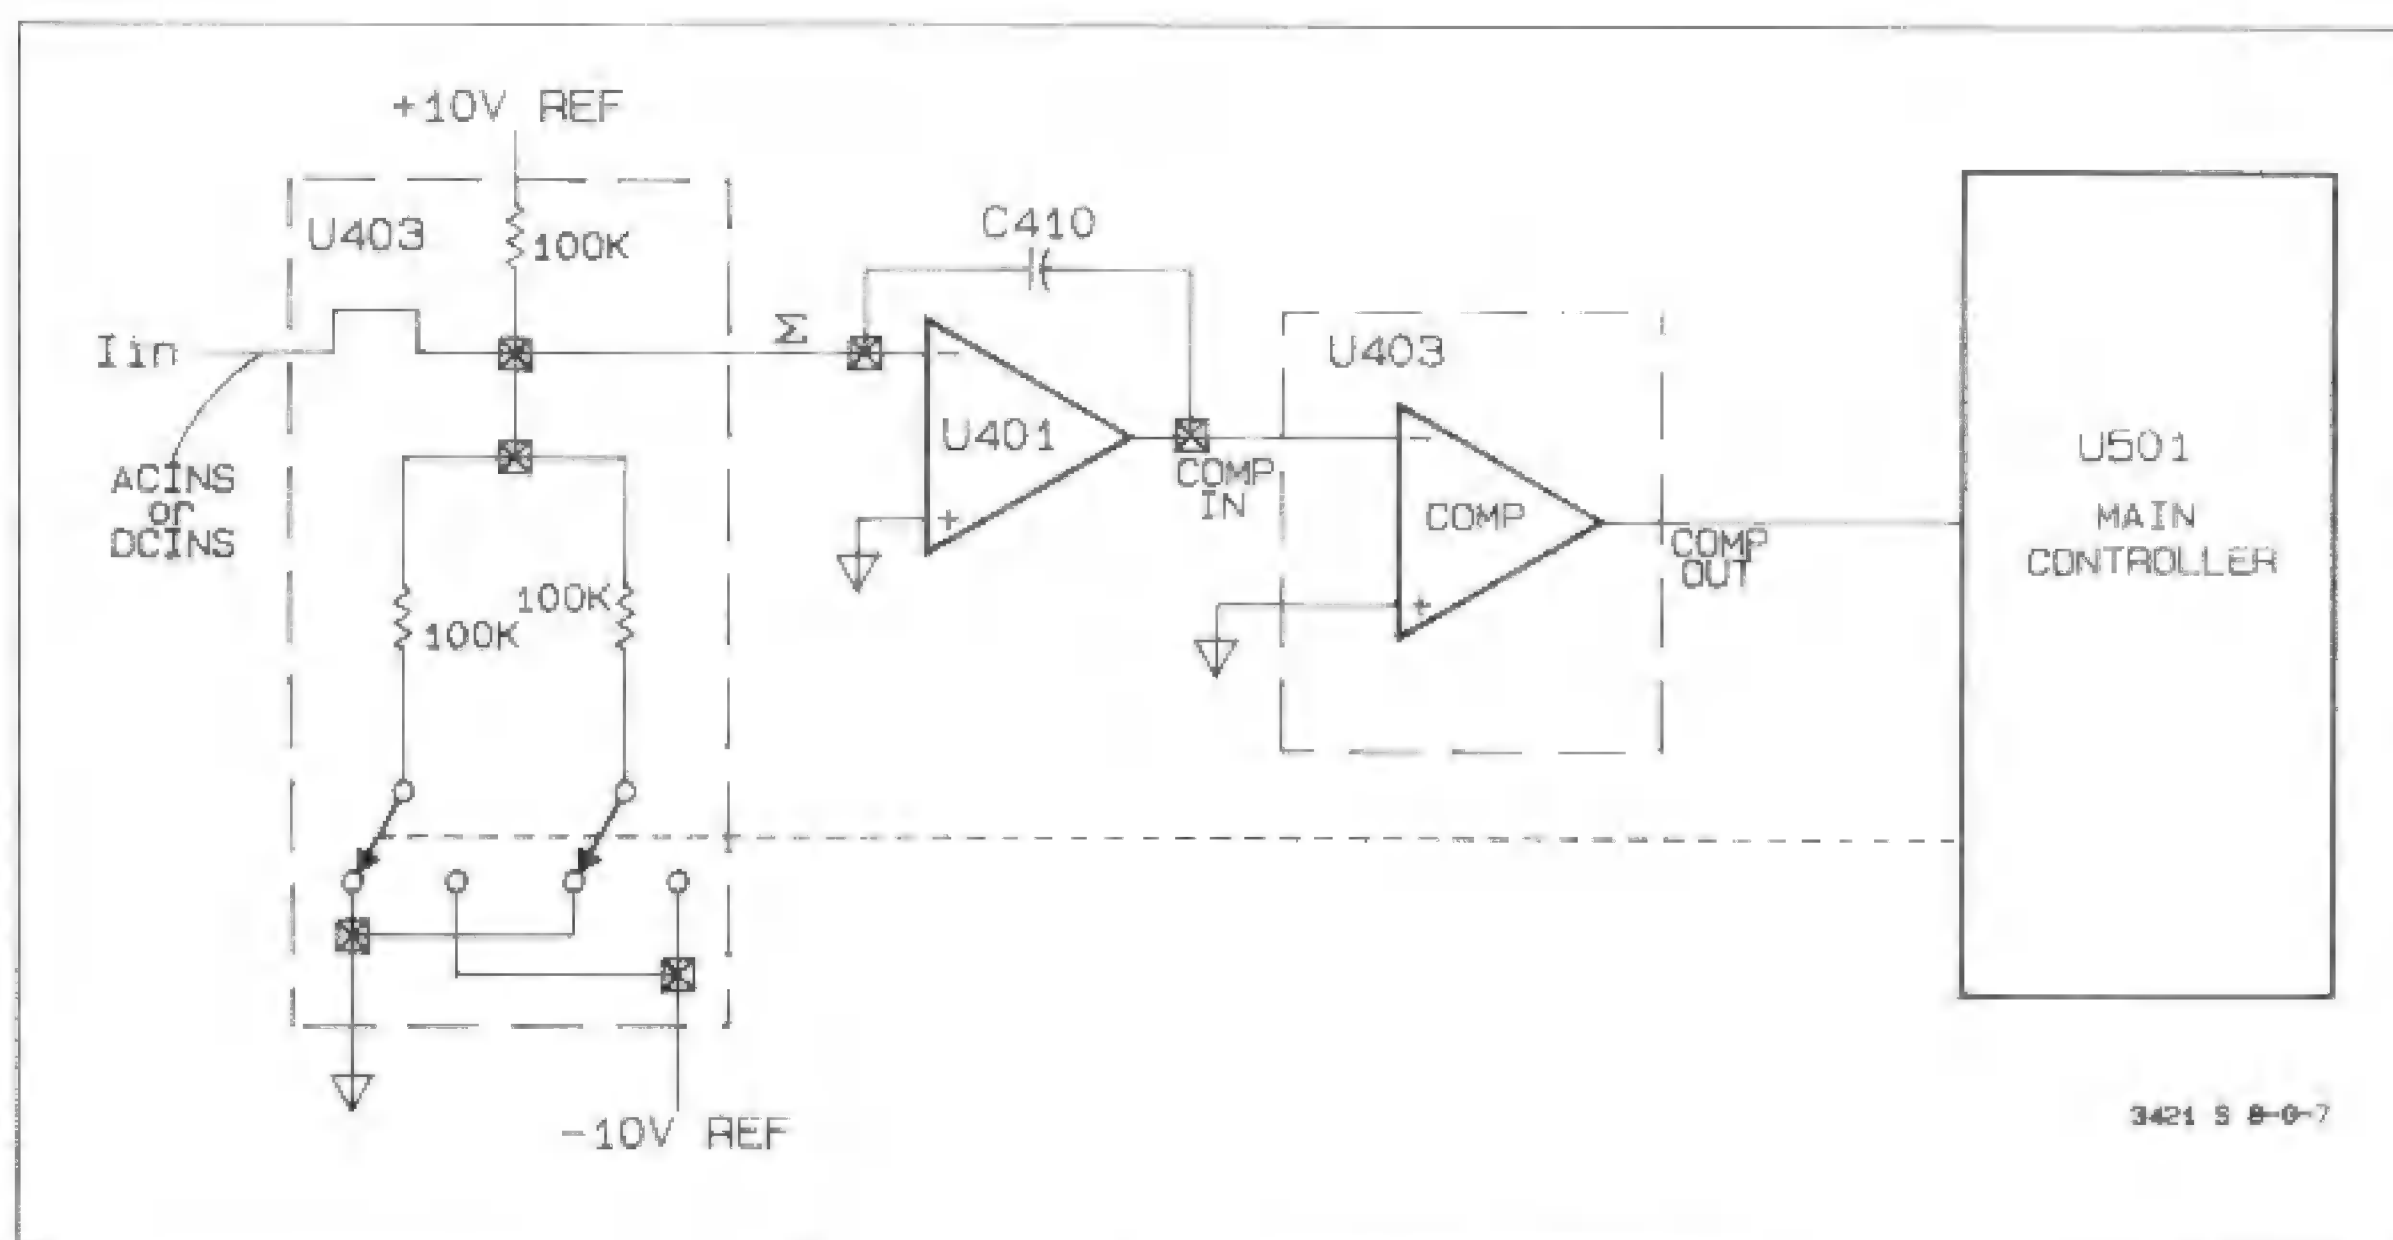 +10V REF
U403
100K
C410
Iin
Σ
U403
U401
COMP
IN
COMP
COMP
OUT
U501
MAIN
CONTROLLER
ACINS
or
DCINS
100K
100K
-10V REF
3421 S